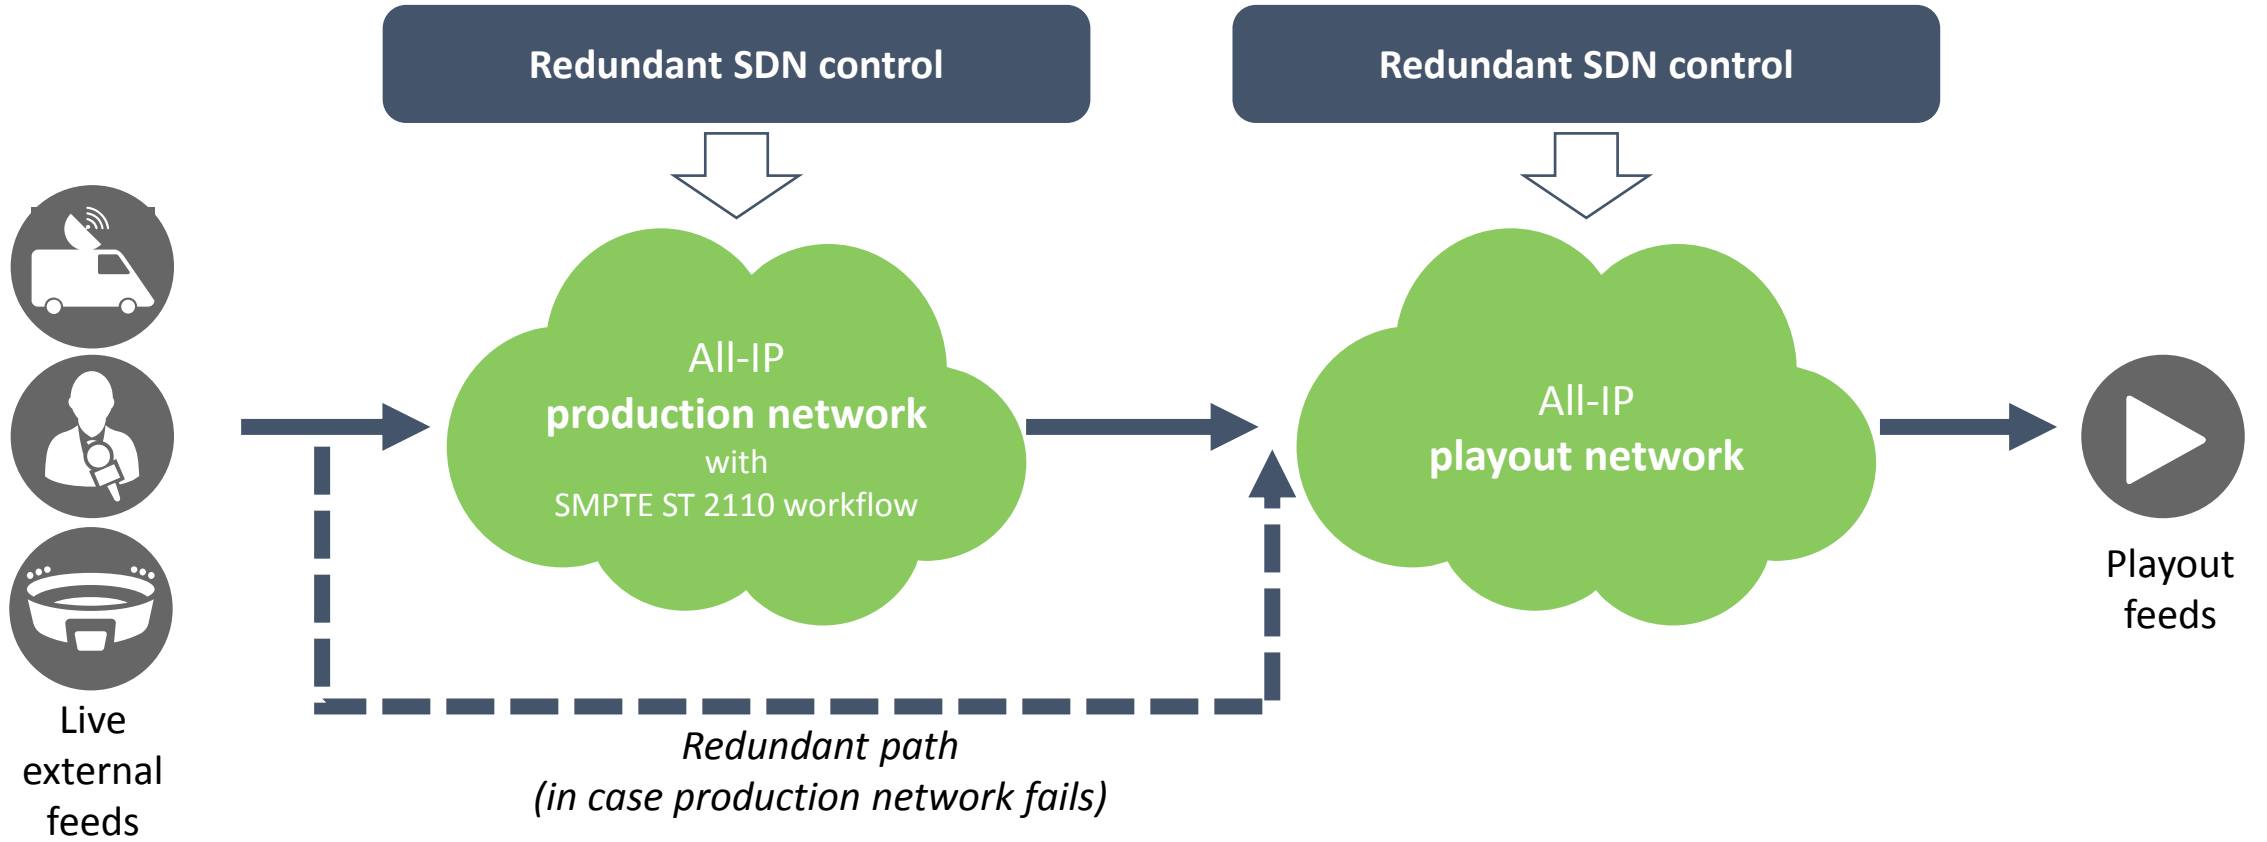 Redundant SDN control
Redundant SDN control
All-IP
production network
with
SMPTE ST 2110 workflow
All-IP
playout network
Playout
feeds
Live
external
feeds
Redundant path
(in case production network fails)